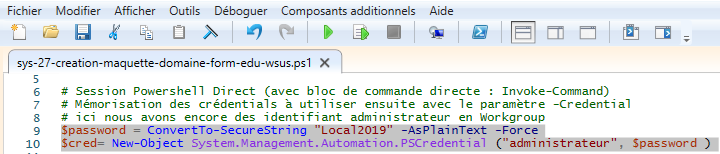 Fichier Modifier Afficher Outils Déboguer Composants additionnels Aide
sys-27-creation-maquette-domaine-form-edu-wsus.ps1 X
5
6 # Session Powershell Direct (avec bloc de commande directe : Invoke-Command)
7 # Mémorisation des crédentials à utiliser ensuite avec le paramètre -Credential
8 # ici nous avons encore des identifiant administrateur en Workgroup
9 $password = ConvertTo-SecureString "Local2019" -AsPlainText -Force
10 $cred= New-Object System.Management.Automation.PSCredential ("administrateur", $password )